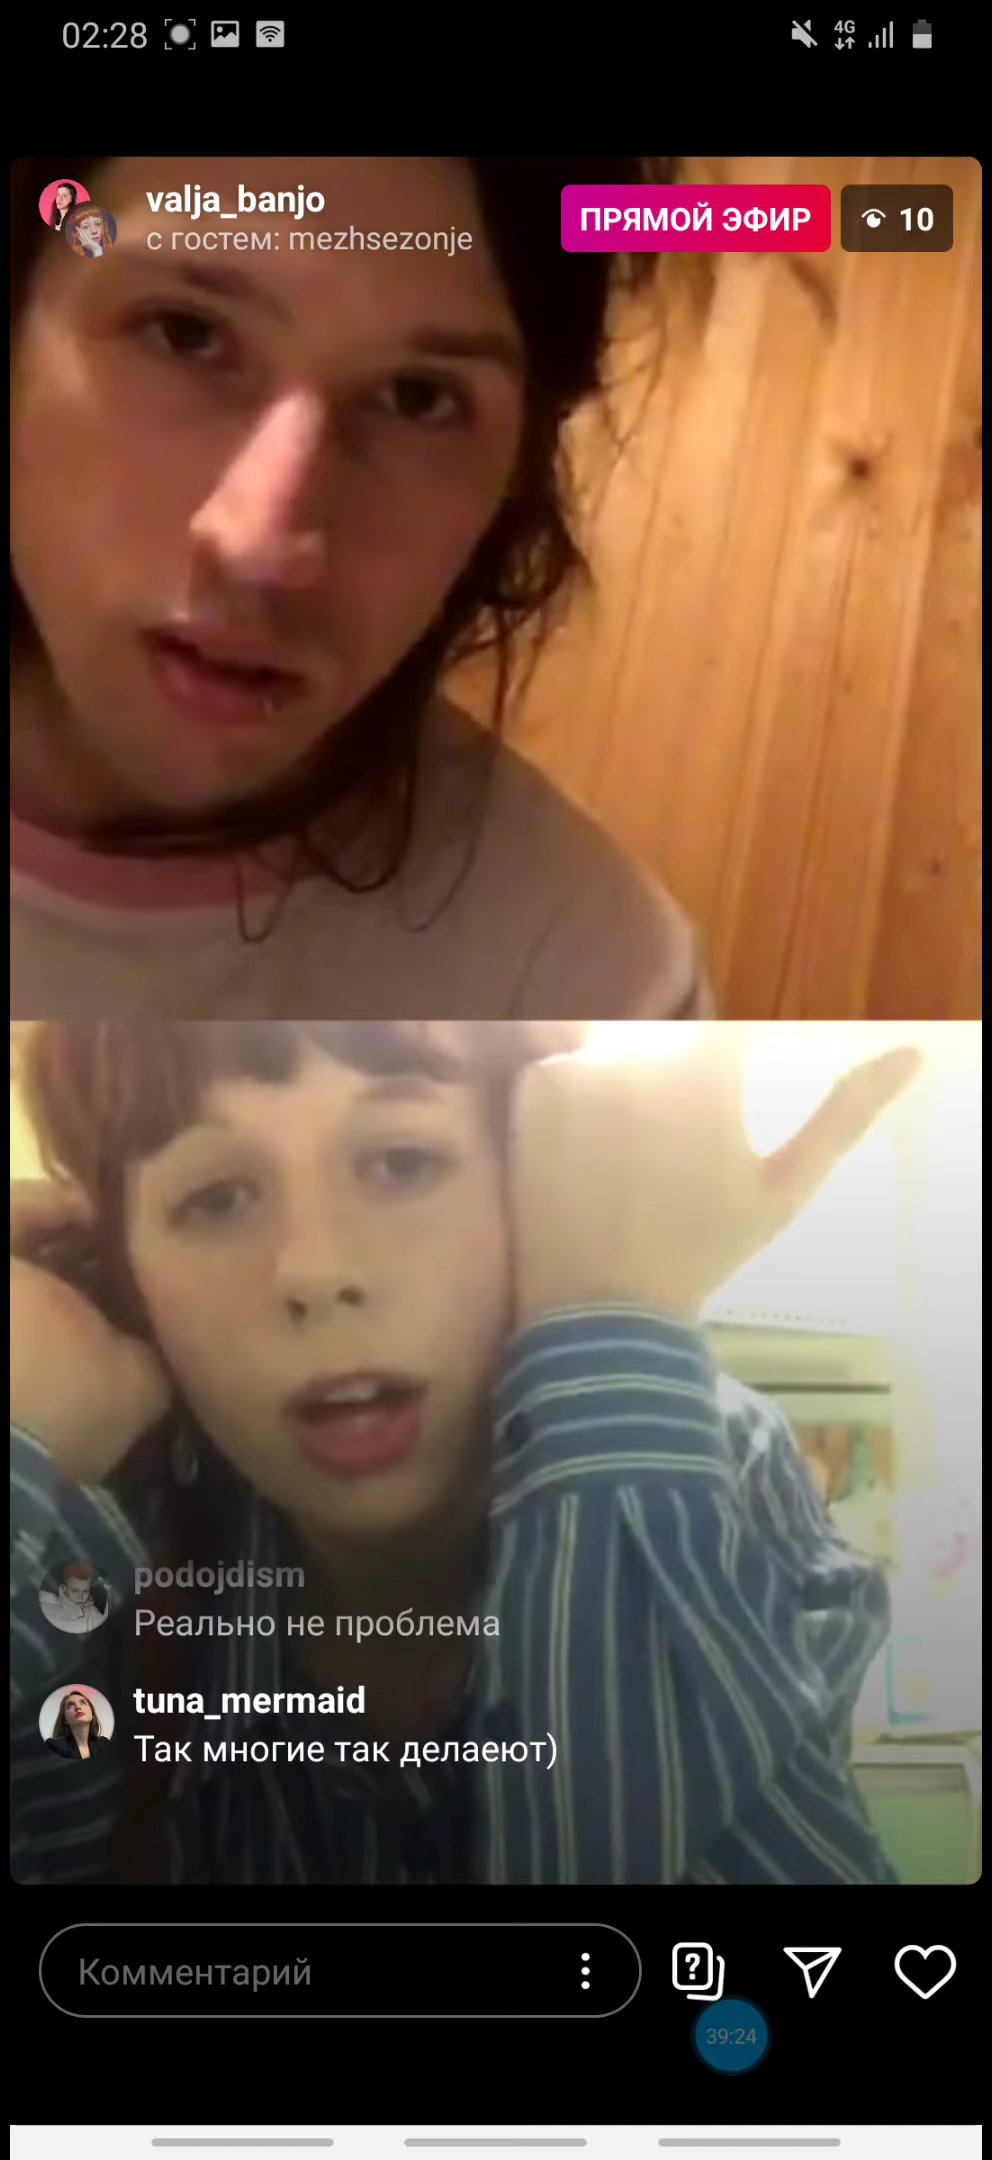 02:28
4G
valja_banjo
с гостем: mezhsezonje
ПРЯМОЙ ЭФИР
10
podojdism
Реально не проблема
tuna_mermaid
Так многие так делаеют)
Комментарий
39:24